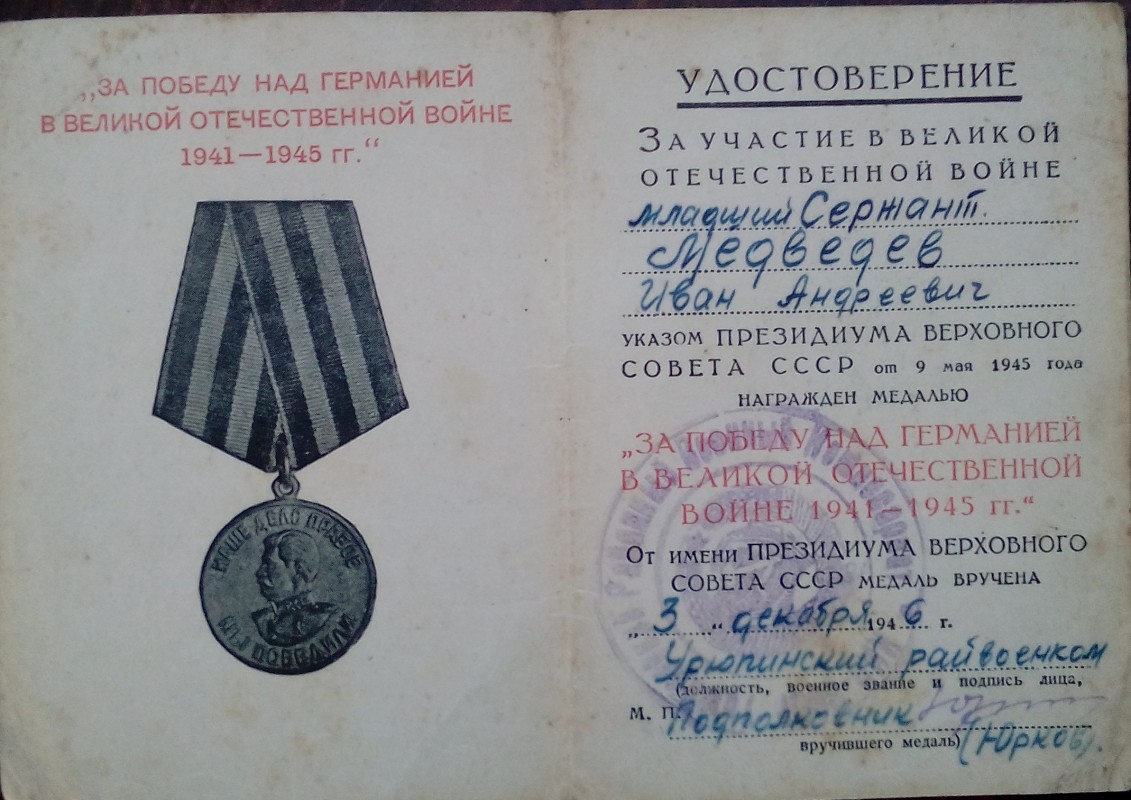 „ЗА ПОБЕДУ НАД ГЕРМАНИЕЙ
В ВЕЛИКОЙ ОТЕЧЕСТВЕННОЙ ВОЙНЕ
1941—1945 гг."
НАШЕ ДЕЛО ПРАВОЕ
МЫ ПОБЕДИЛИ
УДОСТОВЕРЕНИЕ
ЗА УЧАСТИЕ В ВЕЛИКОЙ
ОТЕЧЕСТВЕННОЙ ВОЙНЕ
младший Сержант.
Медведев
Иван Андреевич
УКАЗОМ ПРЕЗИДИУМА ВЕРХОВНОГО
СОВЕТА СССР от 9 мая 1945 года
НАГРАЖДЕН МЕДАЛЬЮ
„ЗА ПОБЕДУ НАД ГЕРМАНИЕЙ
В ВЕЛИКОЙ ОТЕЧЕСТВЕННОЙ
ВОЙНЕ 1941—1945 гг."
ОТ ИМЕНИ ПРЕЗИДИУМА ВЕРХОВНОГО
СОВЕТА СССР МЕДАЛЬ ВРУЧЕНА
„3" декабря 1946 г.
Урюпинский райвоенком
(должность, военное звание и подпись лица,
М. П. Подполковник
вручившего медаль) (Юрков).